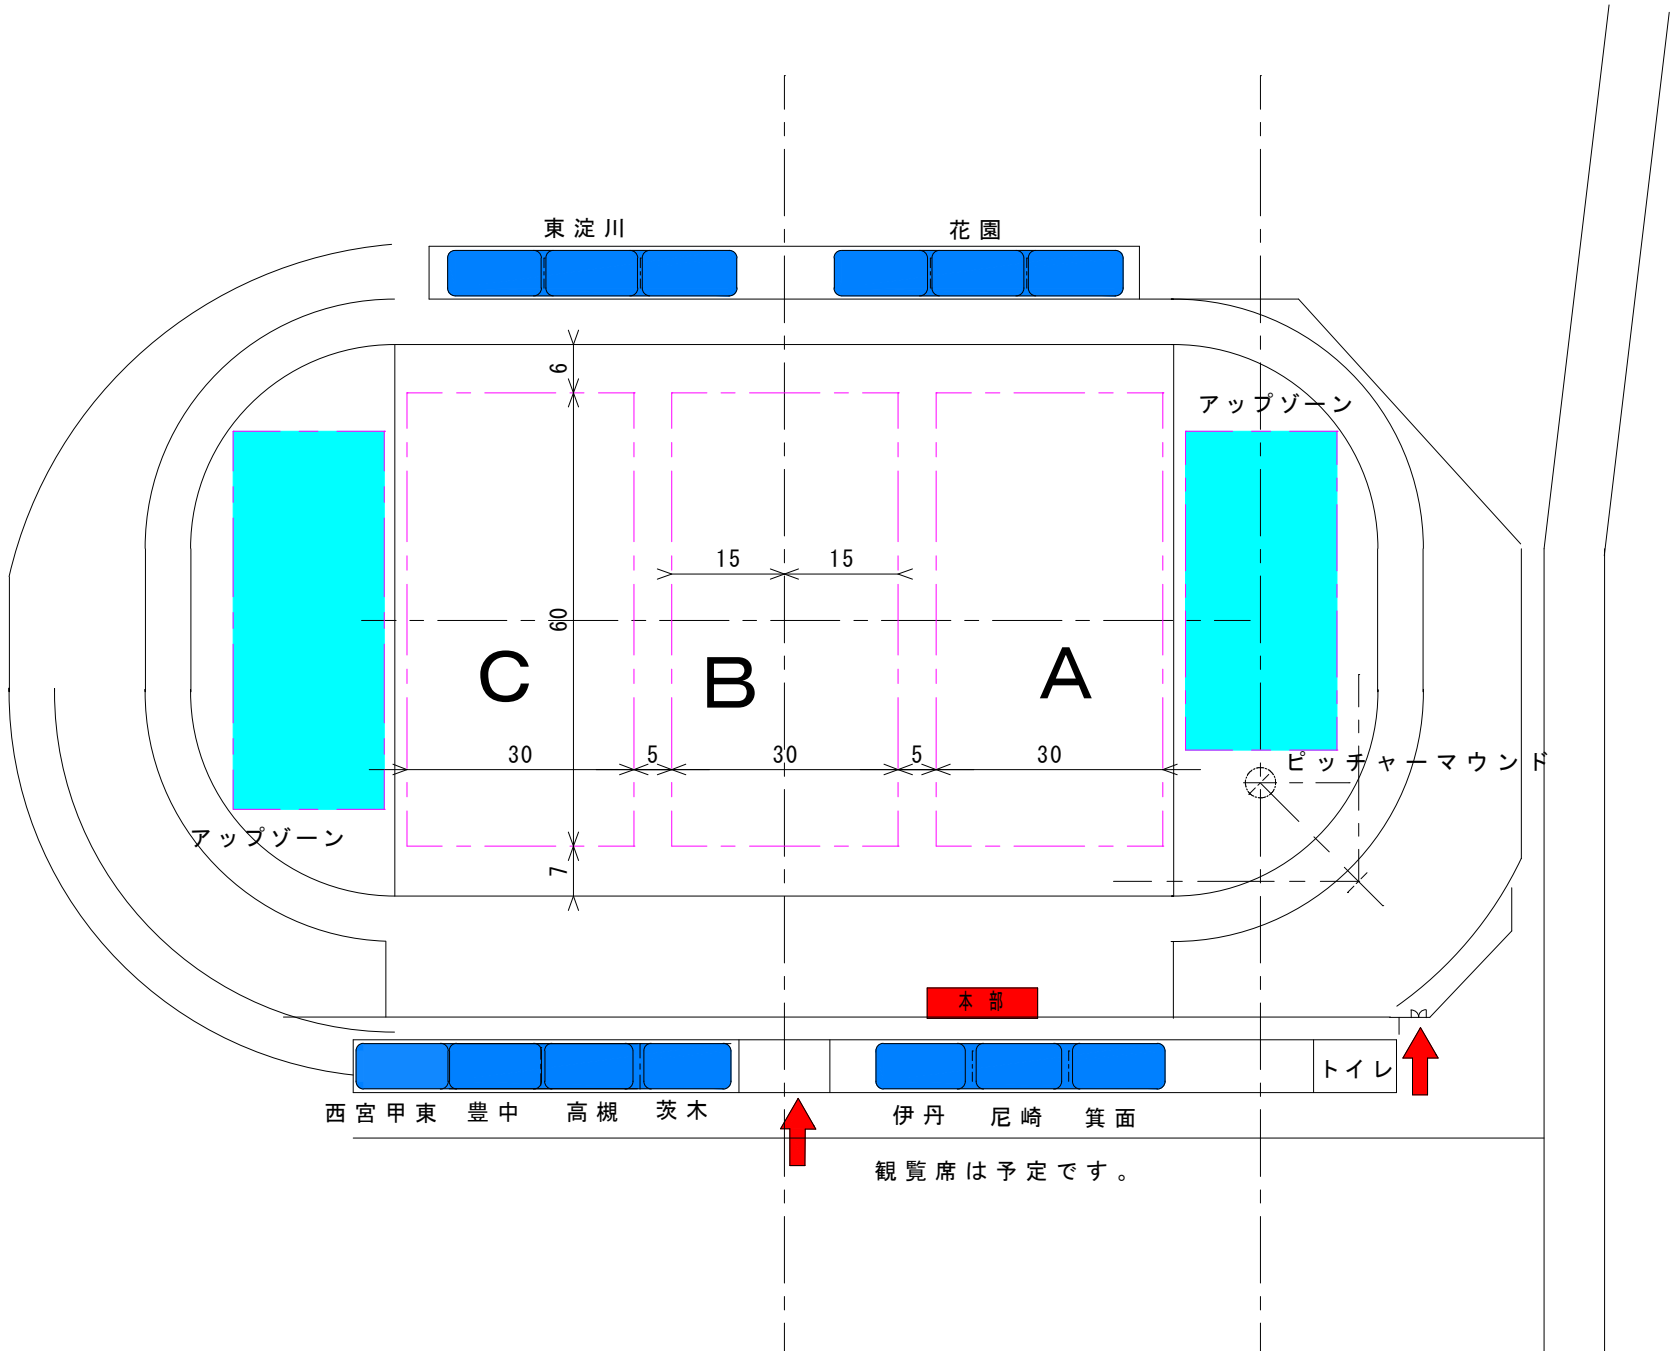 東淀川
花園
6
アップゾーン
15
15
60
C
B
A
30
5
30
5
30
ピッチャーマウンド
アップゾーン
7
本部
トイレ
西宮甲東
豊中
高槻
茨木
伊丹
尼崎
箕面
観覧席は予定です。